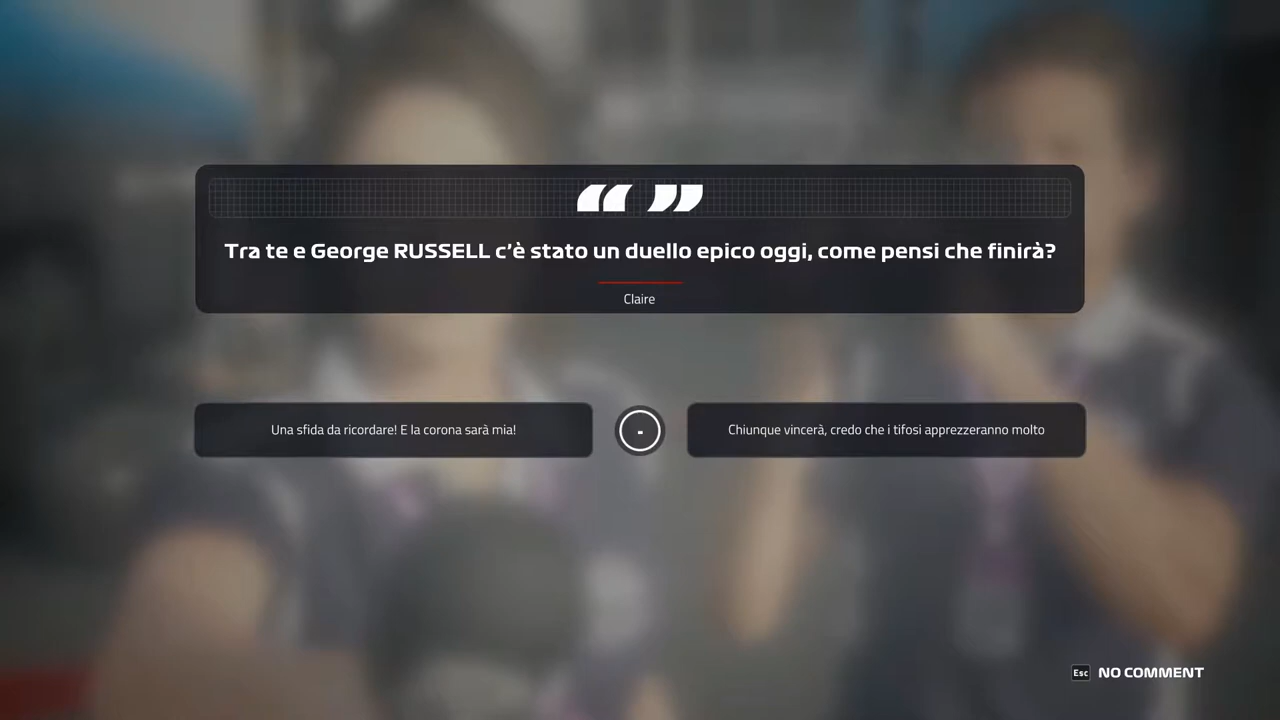 “ ”
Tra te e George RUSSELL c'è stato un duello epico oggi, come pensi che finirà?
Claire
Una sfida da ricordare! E la corona sarà mia!
-
Chiunque vincerà, credo che i tifosi apprezzeranno molto
Esc NO COMMENT